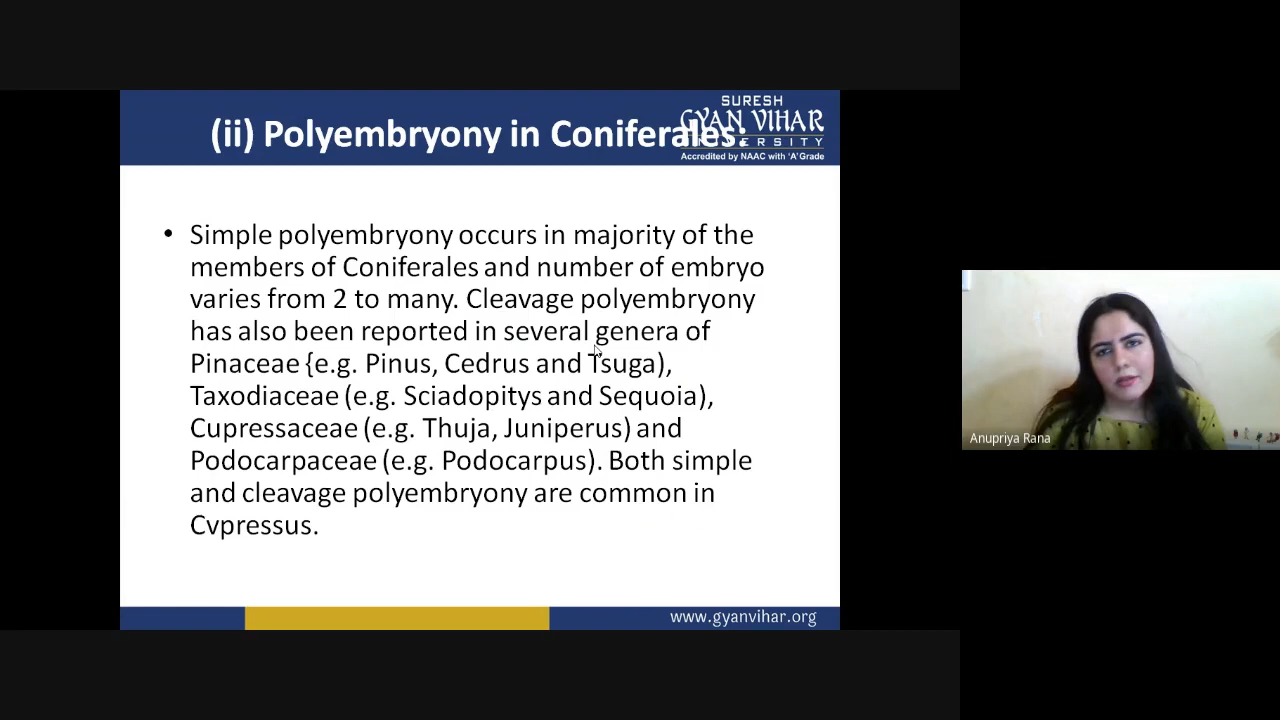 SURESH
GYAN VIHAR
UNIVERSITY
Accredited by NAAC with 'A' Grade
(ii) Polyembryony in Coniferales:
• Simple polyembryony occurs in majority of the
members of Coniferales and number of embryo
varies from 2 to many. Cleavage polyembryony
has also been reported in several genera of
Pinaceae {e.g. Pinus, Cedrus and Tsuga),
Taxodiaceae (e.g. Sciadopitys and Sequoia),
Cupressaceae (e.g. Thuja, Juniperus) and
Podocarpaceae (e.g. Podocarpus). Both simple
and cleavage polyembryony are common in
Cvpressus.
www.gyanvihar.org
Anupriya Rana